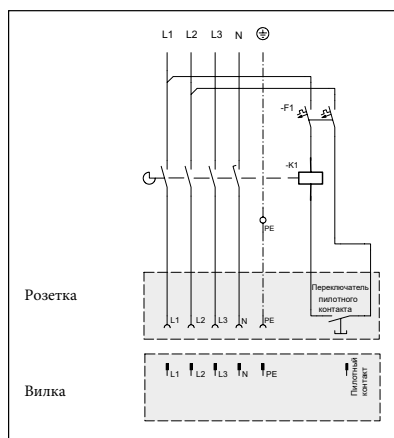 L1 L2 L3 N
-F1
-K1
PE
Розетка
Переключатель
пилотного
контакта
L1 L2 L3 N PE
Вилка
L1 L2 L3 N PE
Пилотный
контакт